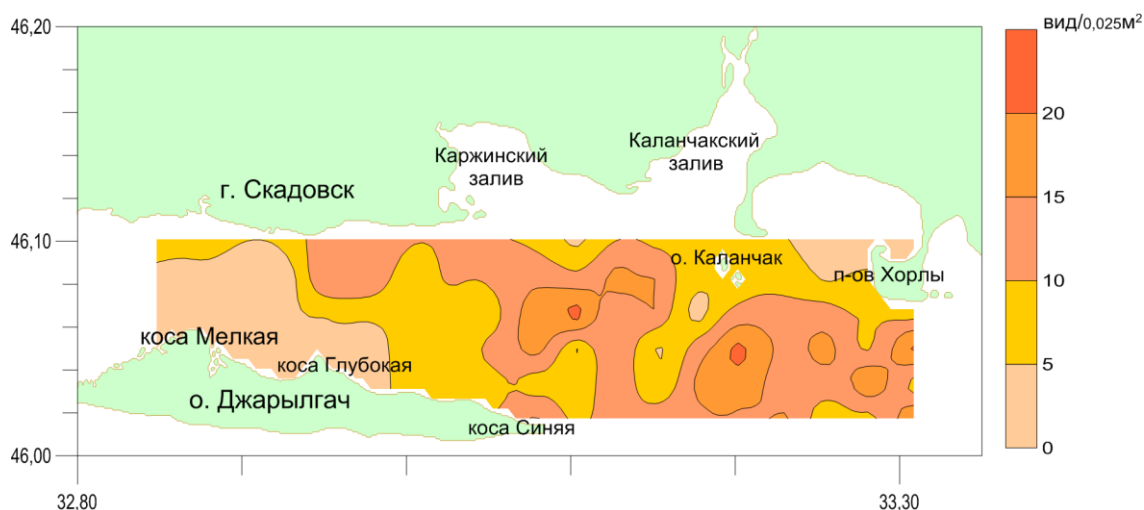 46,20
вид/0,025м²
20
15
10
5
0
Каржинский
залив
Каланчакский
залив
г. Скадовск
46,10
о. Каланчак
п-ов Хорлы
коса Мелкая
коса Глубокая
о. Джарылгач
коса Синяя
46,00
32,80
33,30